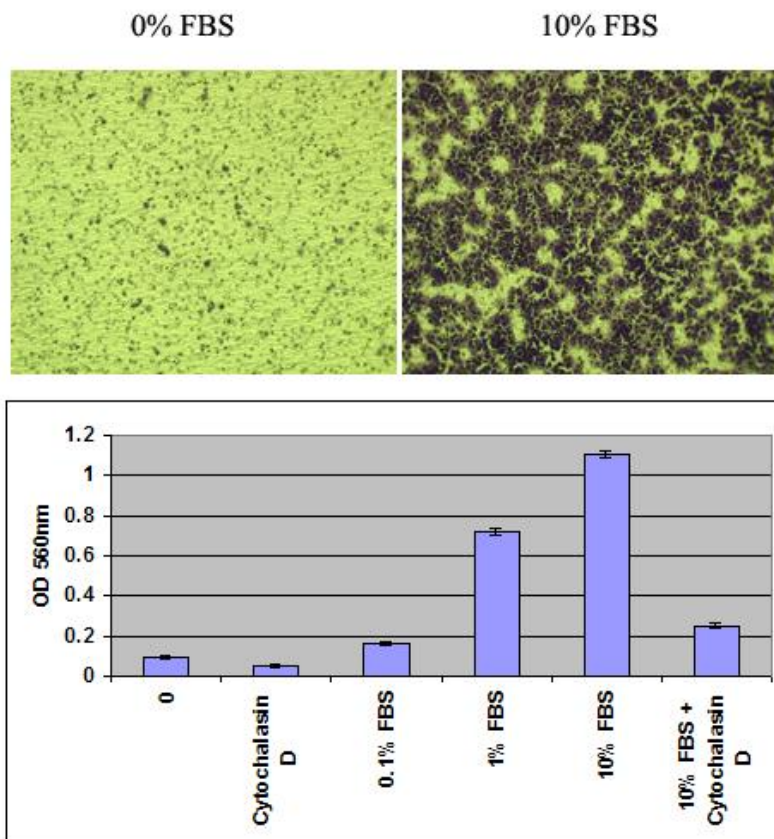 0% FBS
10% FBS
1.2
1
0.8
0.6
0.4
0.2
0
OD 560nm
0
Cytochalasin
D
0.1% FBS
1% FBS
10% FBS
10% FBS +
Cytochalasin
D